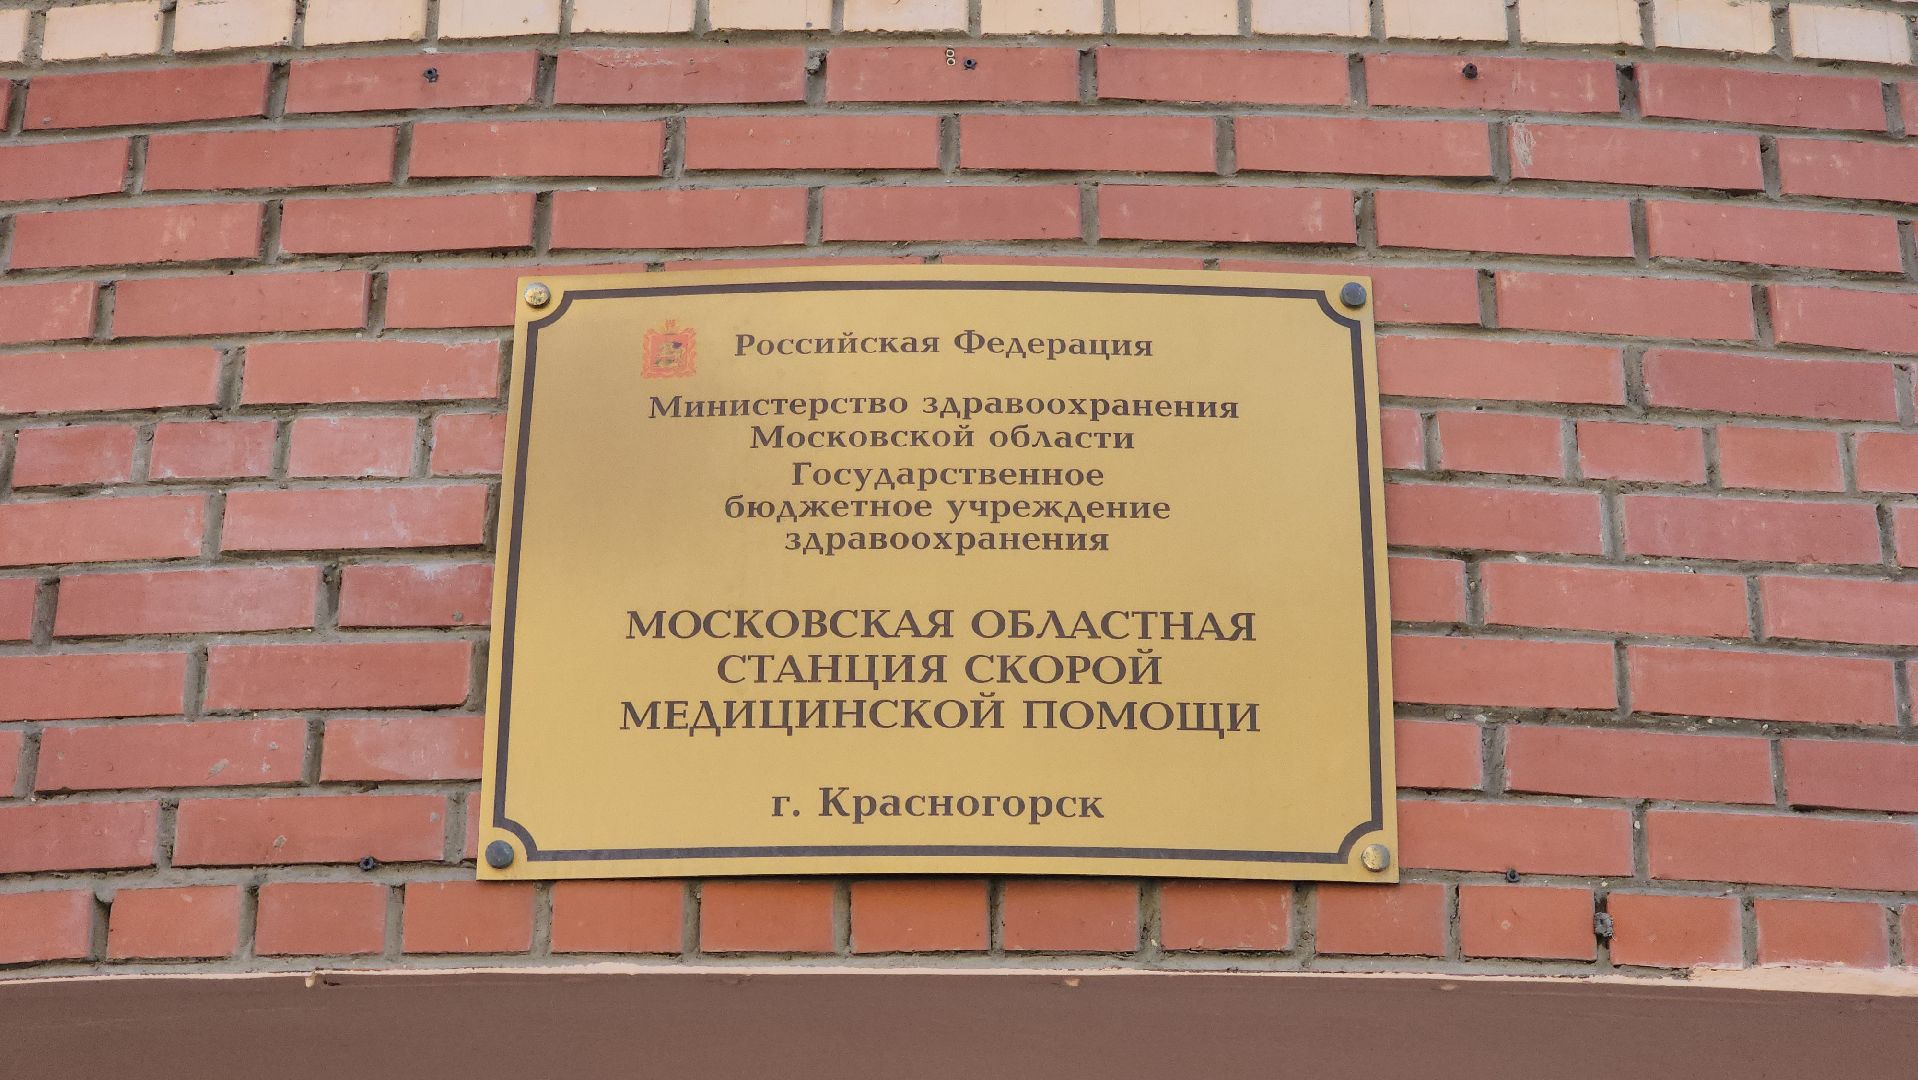 Российская Федерация
Министерство здравоохранения
Московской области
Государственное
бюджетное учреждение
здравоохранения
МОСКОВСКАЯ ОБЛАСТНАЯ
СТАНЦИЯ СКОРОЙ
МЕДИЦИНСКОЙ ПОМОЩИ
г. Красногорск